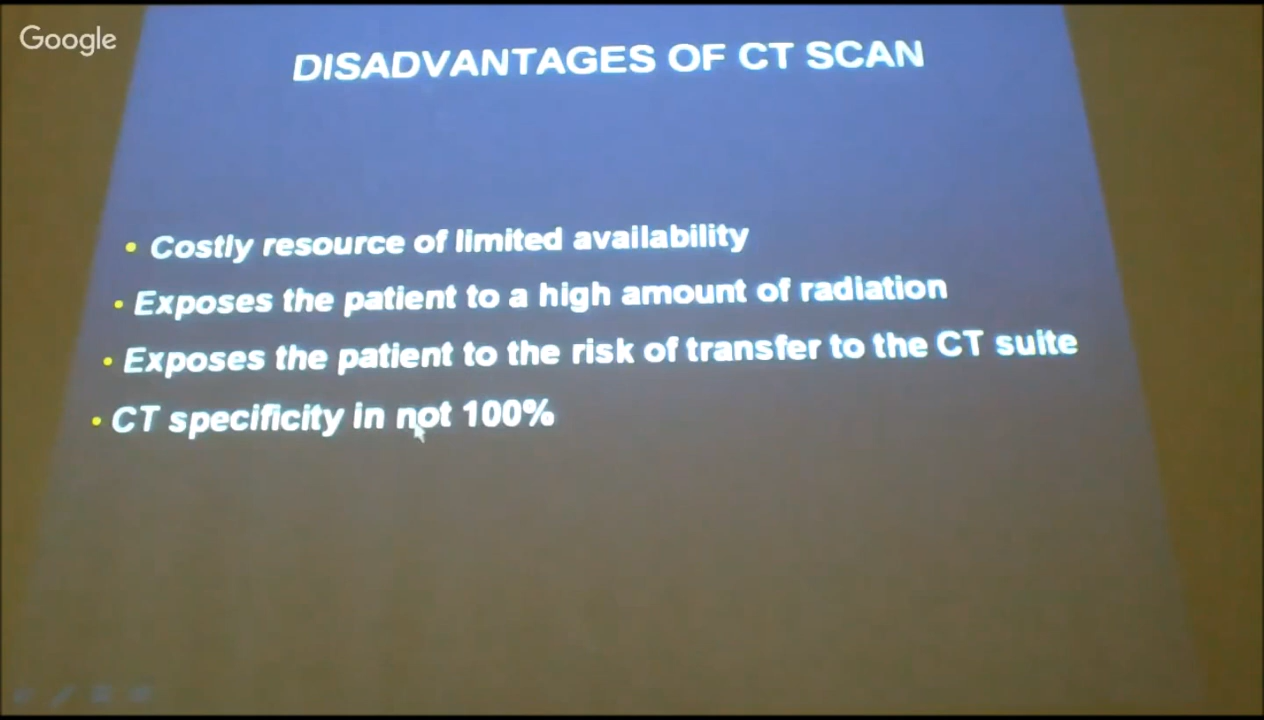 Google
DISADVANTAGES OF CT SCAN
• Costly resource of limited availability
• Exposes the patient to a high amount of radiation
• Exposes the patient to the risk of transfer to the CT suite
• CT specificity in not 100%